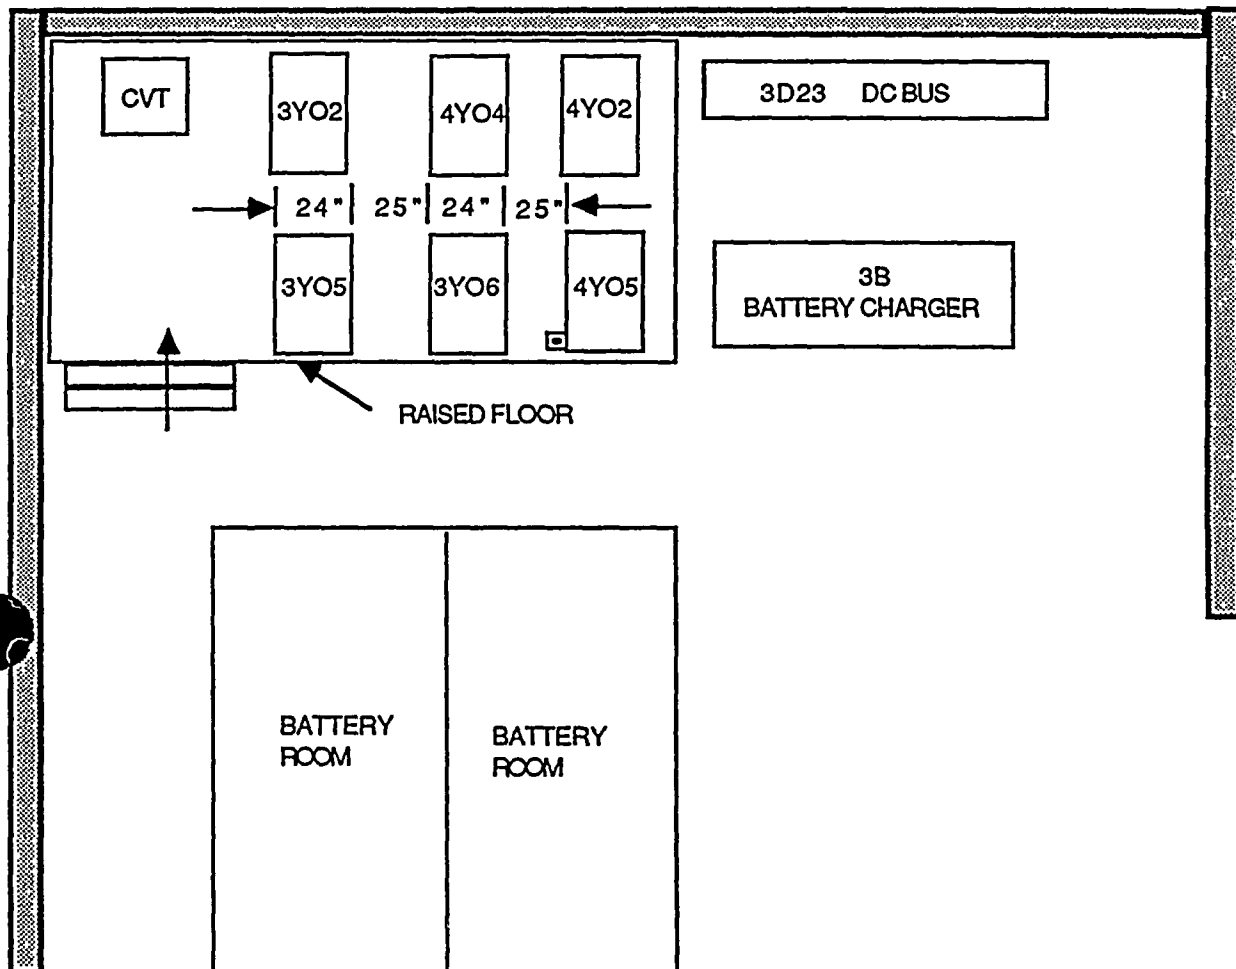 CVT
3YO2
4YO4
4YO2
3D23 DC BUS
24" 25" 24" 25"
3YO5
3YO6
4YO5
3B
BATTERY CHARGER
RAISED FLOOR
BATTERY
ROOM
BATTERY
ROOM